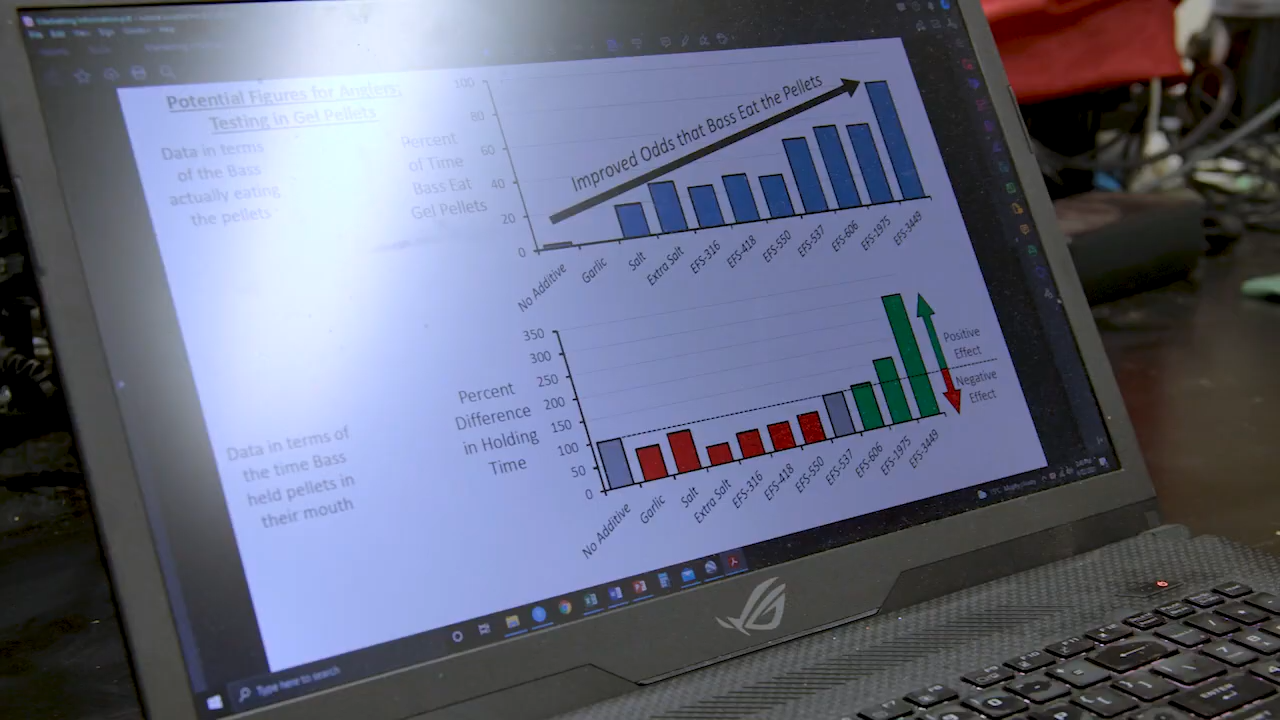 Potential Figures for Anglers:
Testing in Gel Pellets
Data in terms
of the Bass
actually eating
the pellets
Percent
of Time
Bass Eat
Gel Pellets
100
80
60
40
20
0
Improved Odds that Bass Eat the Pellets
No Additive
Garlic
Salt
Extra Salt
EFS-316
EFS-418
EFS-550
EFS-537
EFS-606
EFS-1975
EFS-3449
Data in terms of
the time Bass
held pellets in
their mouth
Percent
Difference
in Holding
Time
350
300
250
200
150
100
50
0
Positive
Effect
Negative
Effect
No Additive
Garlic
Salt
Extra Salt
EFS-316
EFS-418
EFS-550
EFS-537
EFS-606
EFS-1975
EFS-3449
Type here to search
ENTER